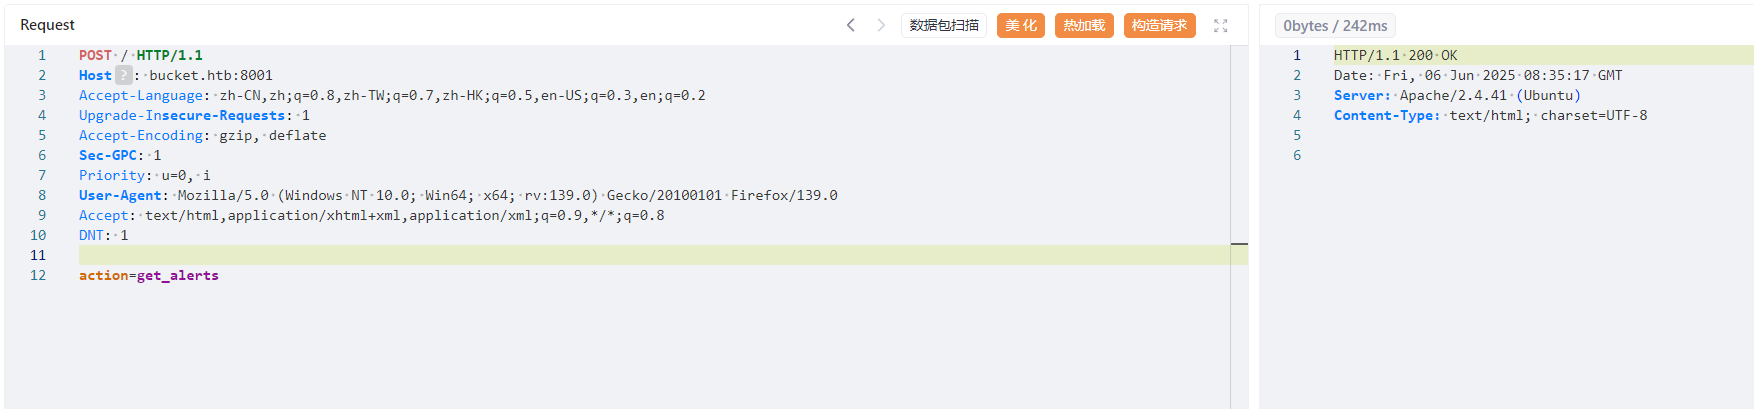 Request
数据包扫描
美 化
热加载
构造请求
1 POST / HTTP/1.1
2 Host ? : bucket.htb:8001
3 Accept-Language: zh-CN,zh;q=0.8,zh-TW;q=0.7,zh-HK;q=0.5,en-US;q=0.3,en;q=0.2
4 Upgrade-Insecure-Requests: 1
5 Accept-Encoding: gzip, deflate
6 Sec-GPC: 1
7 Priority: u=0, i
8 User-Agent: Mozilla/5.0 (Windows NT 10.0; Win64; x64; rv:139.0) Gecko/20100101 Firefox/139.0
9 Accept: text/html,application/xhtml+xml,application/xml;q=0.9,*/*;q=0.8
10 DNT: 1
11
12 action=get_alerts
0bytes / 242ms
1 HTTP/1.1 200 OK
2 Date: Fri, 06 Jun 2025 08:35:17 GMT
3 Server: Apache/2.4.41 (Ubuntu)
4 Content-Type: text/html; charset=UTF-8
5
6